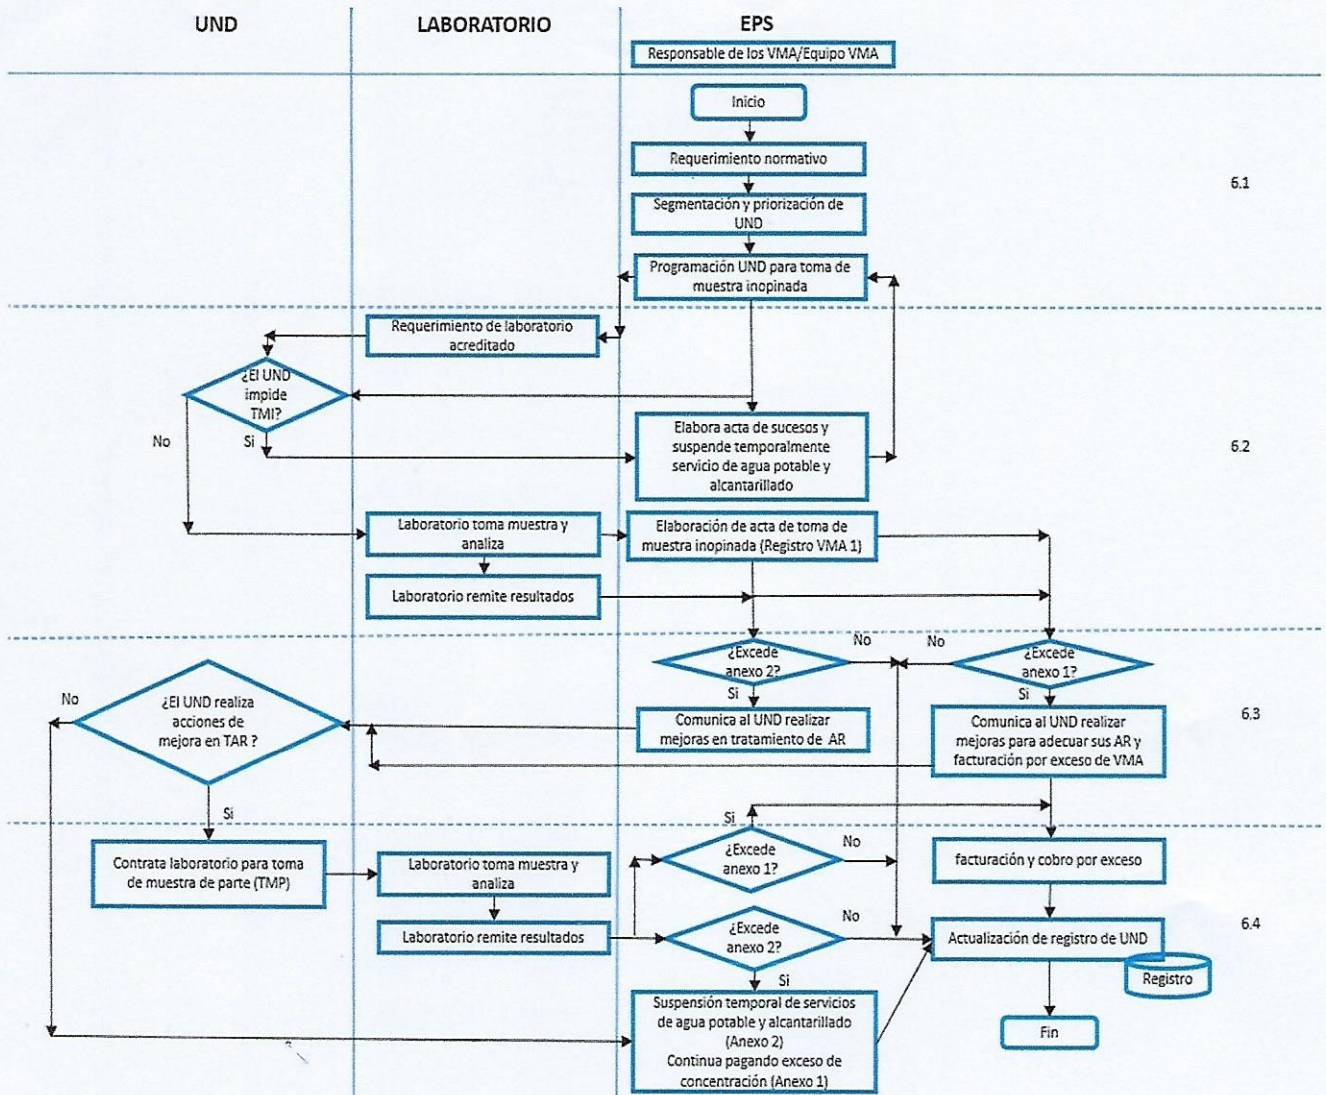 UND
LABORATORIO
EPS
Responsable de los VMA/Equipo VMA
Inicio
Requerimiento normativo
Segmentación y priorización de
UND
6.1
Programación UND para toma de
muestra inopinada
Requerimiento de laboratorio
acreditado
¿El UND
impide
TMI?
No
Si
Elabora acta de sucesos y
suspende temporalmente
servicio de agua potable y
alcantarillado
6.2
Laboratorio toma muestra y
analiza
Elaboración de acta de toma de
muestra inopinada (Registro VMA 1)
Laboratorio remite resultados
¿Excede
anexo 2?
No
Si
No
¿Excede
anexo 1?
Si
No
¿El UND realiza
acciones de
mejora en TAR ?
Si
Comunica al UND realizar
mejoras en tratamiento de AR
Comunica al UND realizar
mejoras para adecuar sus AR y
facturación por exceso de VMA
6.3
Contrata laboratorio para toma
de muestra de parte (TMP)
Laboratorio toma muestra y
analiza
Si
¿Excede
anexo 1?
No
facturación y cobro por exceso
Laboratorio remite resultados
¿Excede
anexo 2?
No
Si
Actualización de registro de UND
6.4
Registro
Suspensión temporal de servicios
de agua potable y alcantarillado
(Anexo 2)
Continua pagando exceso de
concentración (Anexo 1)
Fin